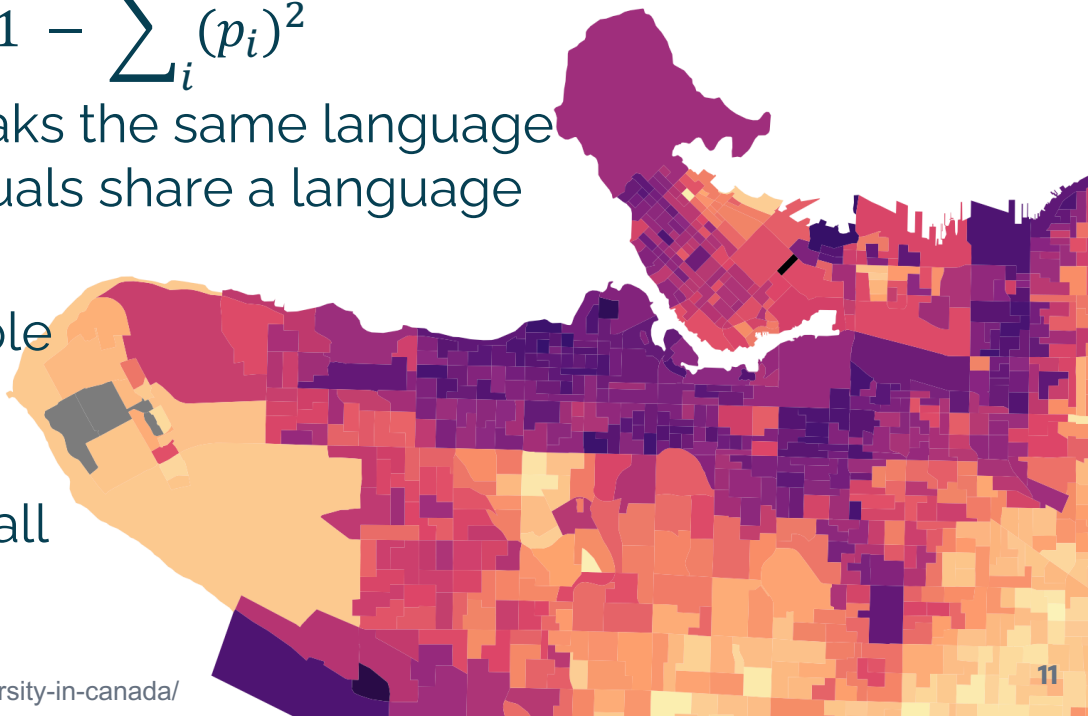 1 − ∑ᵢ(pᵢ)²
aks the same language
uals share a language
ple
all
rsity-in-canada/
11